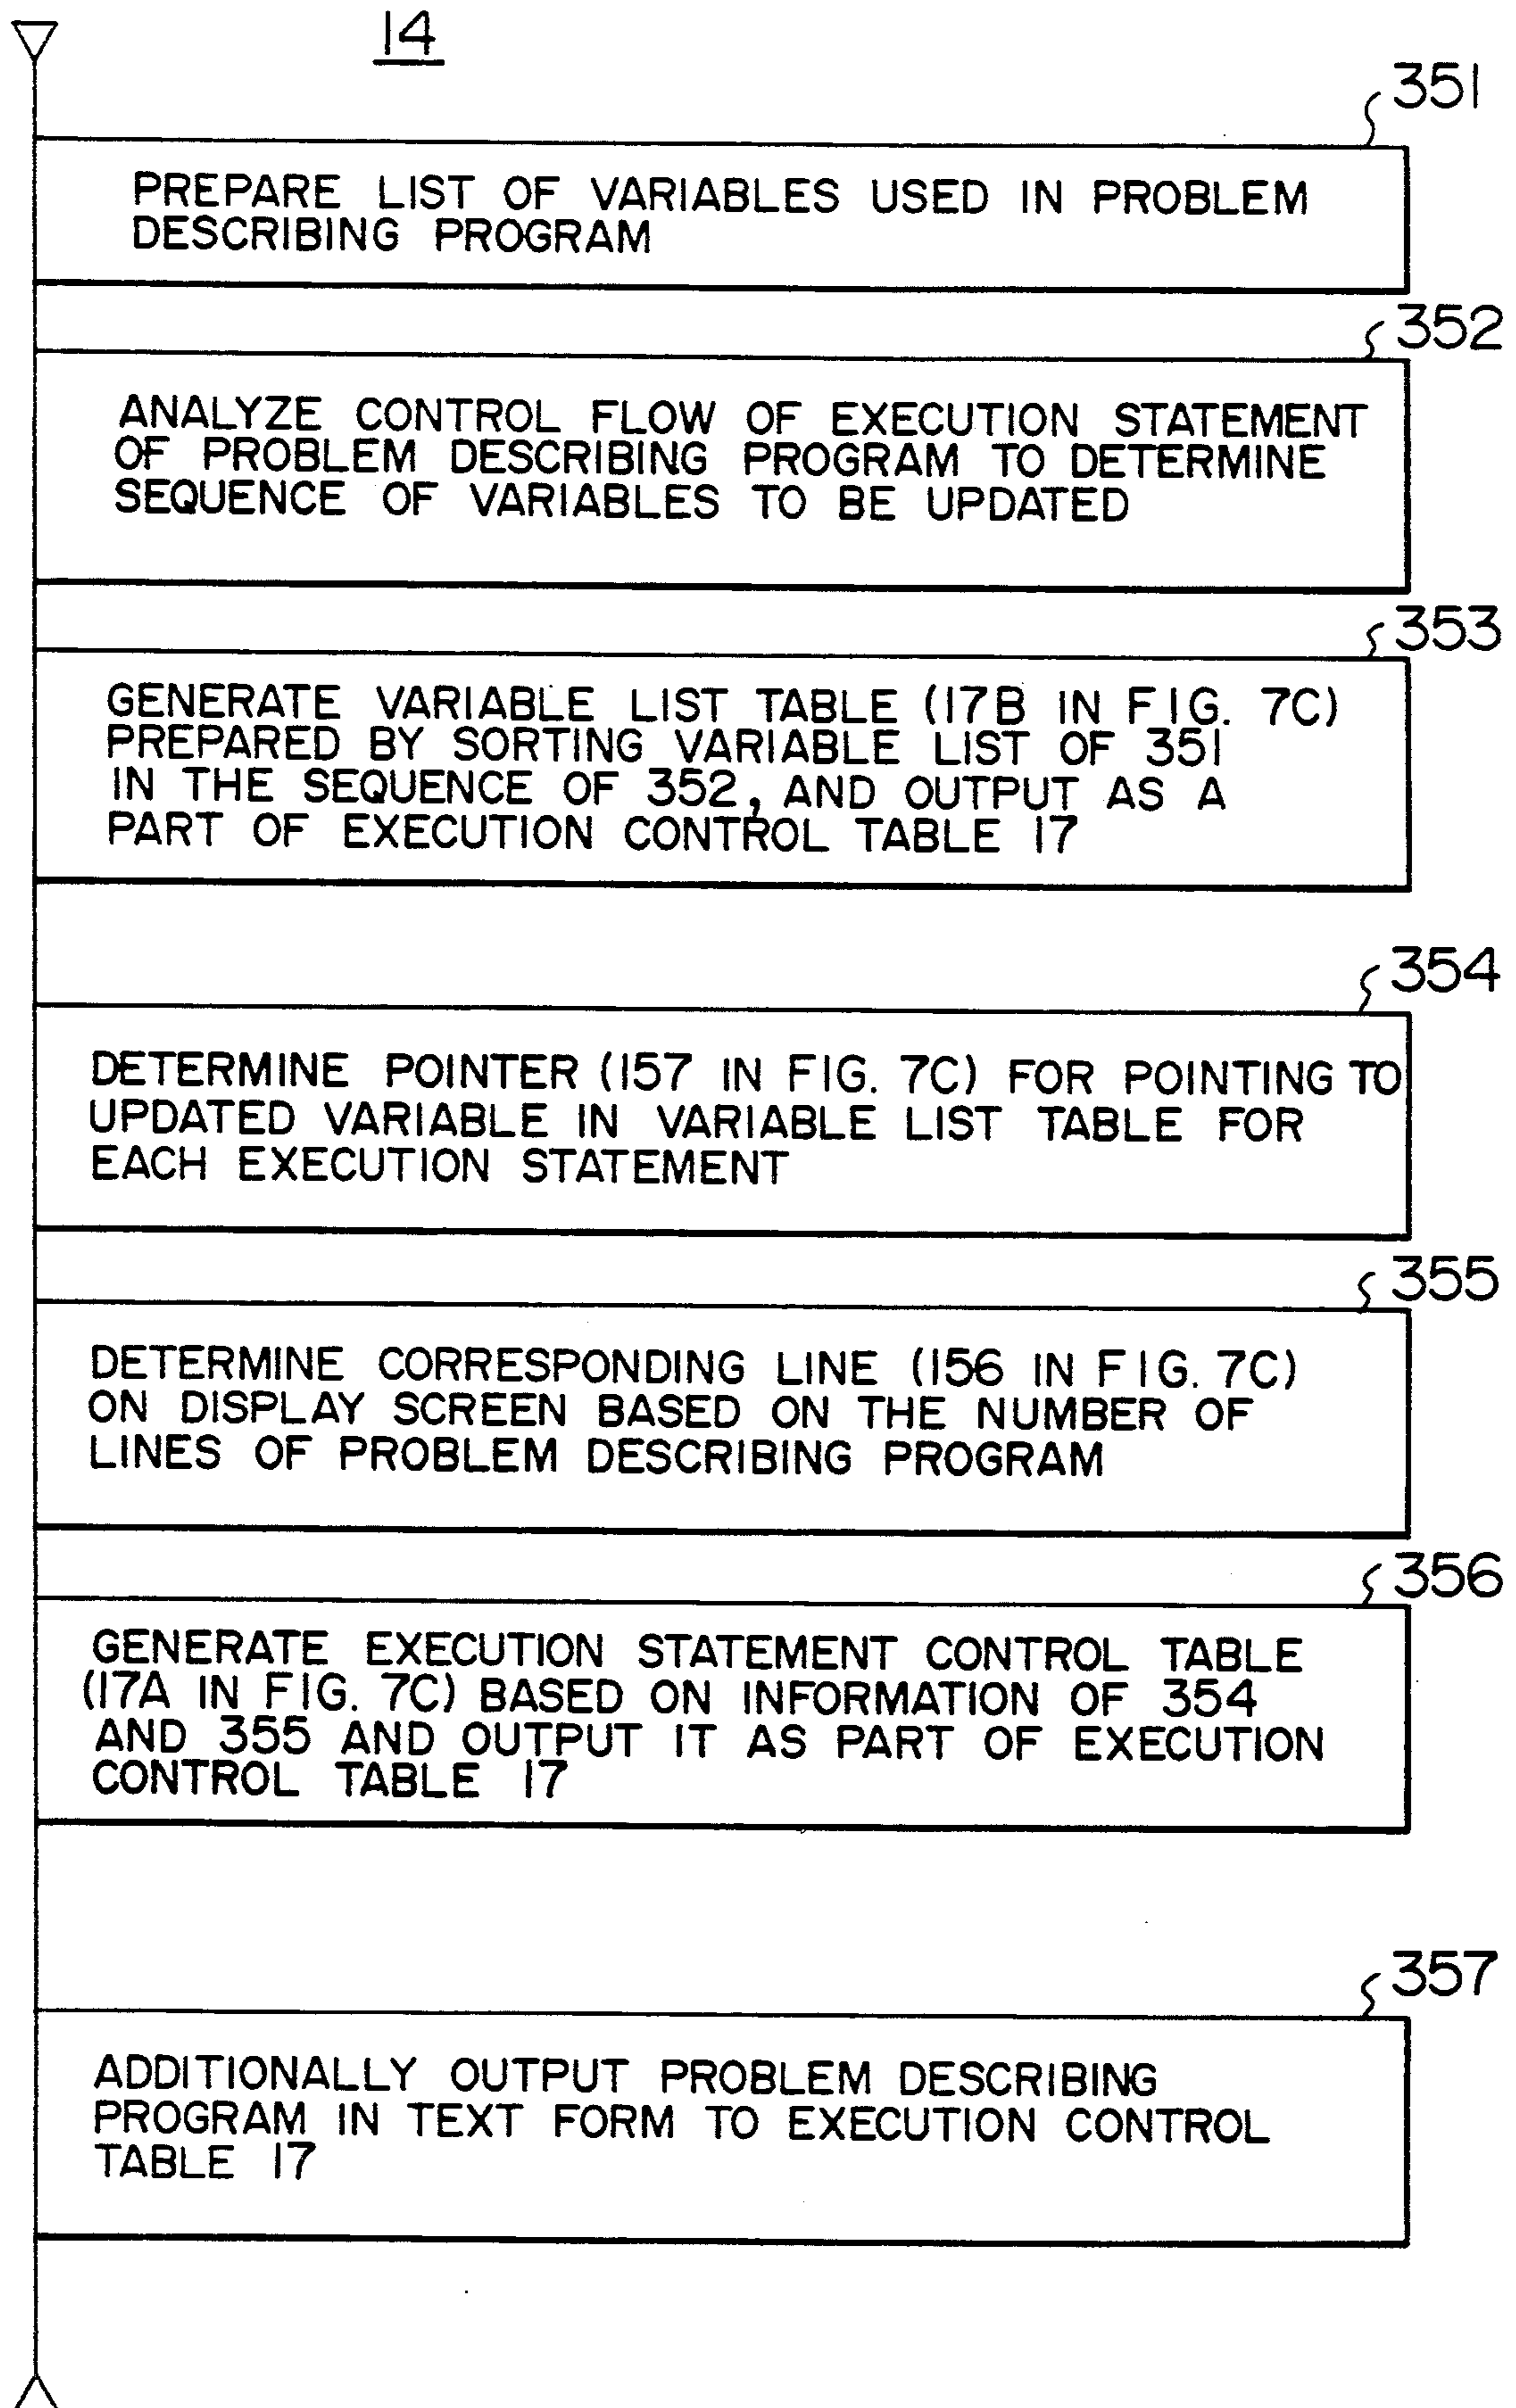 14
351
PREPARE LIST OF VARIABLES USED IN PROBLEM
DESCRIBING PROGRAM
352
ANALYZE CONTROL FLOW OF EXECUTION STATEMENT
OF PROBLEM DESCRIBING PROGRAM TO DETERMINE
SEQUENCE OF VARIABLES TO BE UPDATED
353
GENERATE VARIABLE LIST TABLE (17B IN FIG. 7C)
PREPARED BY SORTING VARIABLE LIST OF 351
IN THE SEQUENCE OF 352, AND OUTPUT AS A
PART OF EXECUTION CONTROL TABLE 17
354
DETERMINE POINTER (157 IN FIG. 7C) FOR POINTING TO
UPDATED VARIABLE IN VARIABLE LIST TABLE FOR
EACH EXECUTION STATEMENT
355
DETERMINE CORRESPONDING LINE (156 IN FIG. 7C)
ON DISPLAY SCREEN BASED ON THE NUMBER OF
LINES OF PROBLEM DESCRIBING PROGRAM
356
GENERATE EXECUTION STATEMENT CONTROL TABLE
(17A IN FIG. 7C) BASED ON INFORMATION OF 354
AND 355 AND OUTPUT IT AS PART OF EXECUTION
CONTROL TABLE 17
357
ADDITIONALLY OUTPUT PROBLEM DESCRIBING
PROGRAM IN TEXT FORM TO EXECUTION CONTROL
TABLE 17